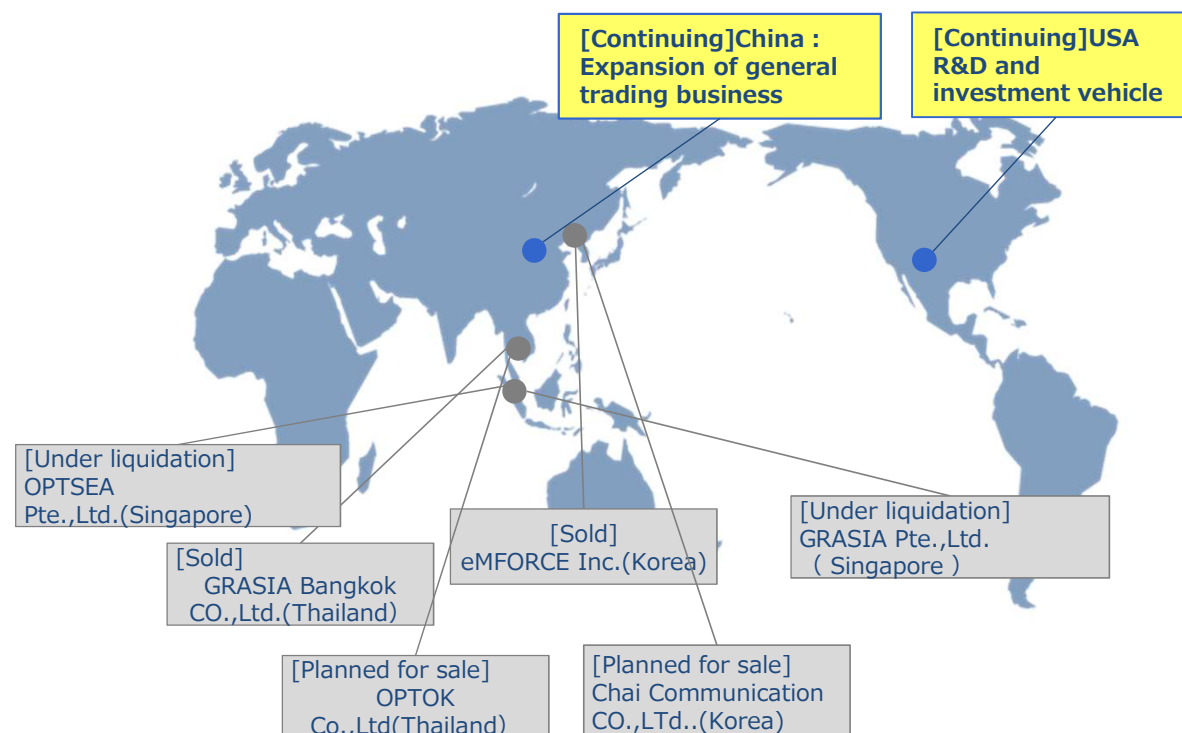 [Continuing]China :
Expansion of general
trading business
[Continuing]USA
R&D and
investment vehicle
[Under liquidation]
OPTSEA
Pte.,Ltd.(Singapore)
[Sold]
GRASIA Bangkok
CO.,Ltd.(Thailand)
[Sold]
eMFORCE Inc.(Korea)
[Under liquidation]
GRASIA Pte.,Ltd.
( Singapore )
[Planned for sale]
OPTOK
Co.,Ltd(Thailand)
[Planned for sale]
Chai Communication
CO.,LTd..(Korea)